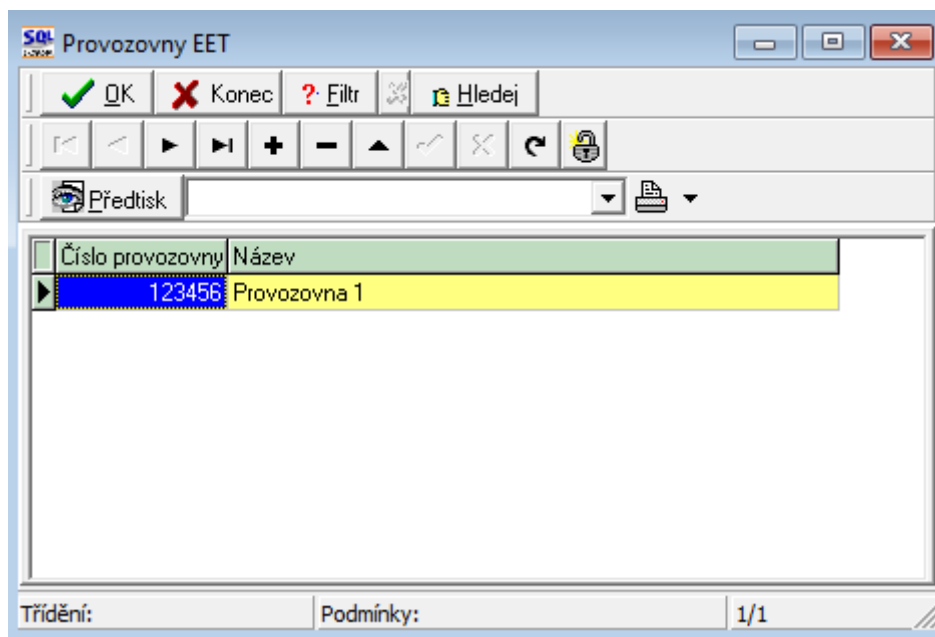 SQL
Provozovny EET
OK Konec ?· Filtr Hledej
Předtisk
Číslo provozovny Název
123456 Provozovna 1
Třídění: Podmínky: 1/1